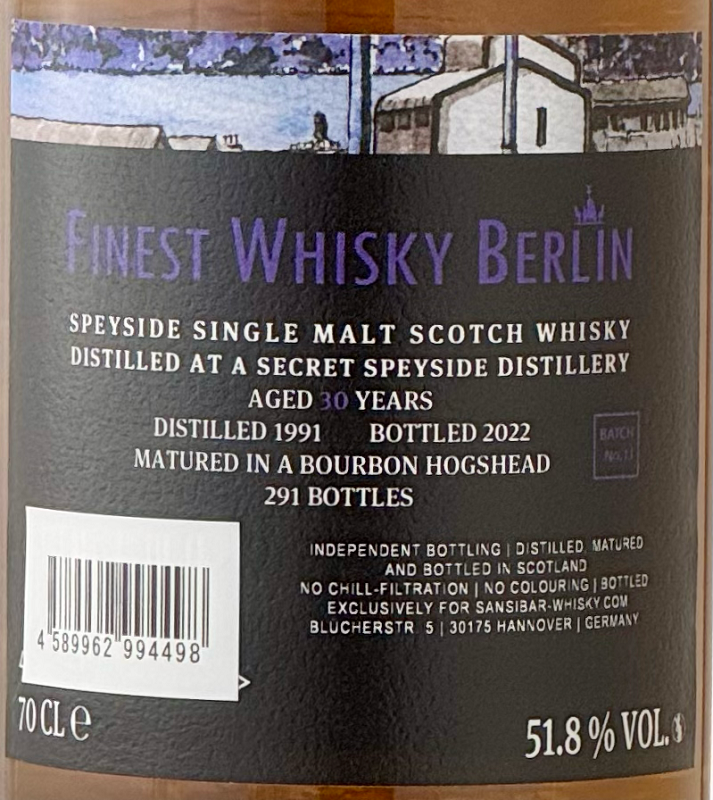 FINEST WHISKY BERLIN
SPEYSIDE SINGLE MALT SCOTCH WHISKY
DISTILLED AT A SECRET SPEYSIDE DISTILLERY
AGED 30 YEARS
DISTILLED 1991 BOTTLED 2022
MATURED IN A BOURBON HOGSHEAD
291 BOTTLES
BATCH
No.11
INDEPENDENT BOTTLING | DISTILLED, MATURED
AND BOTTLED IN SCOTLAND
NO CHILL-FILTRATION | NO COLOURING | BOTTLED
EXCLUSIVELY FOR SANSIBAR-WHISKY.COM
BLÜCHERSTR. 5 | 30175 HANNOVER | GERMANY
4 589962 994498 >
70 CL e
51.8 % VOL.